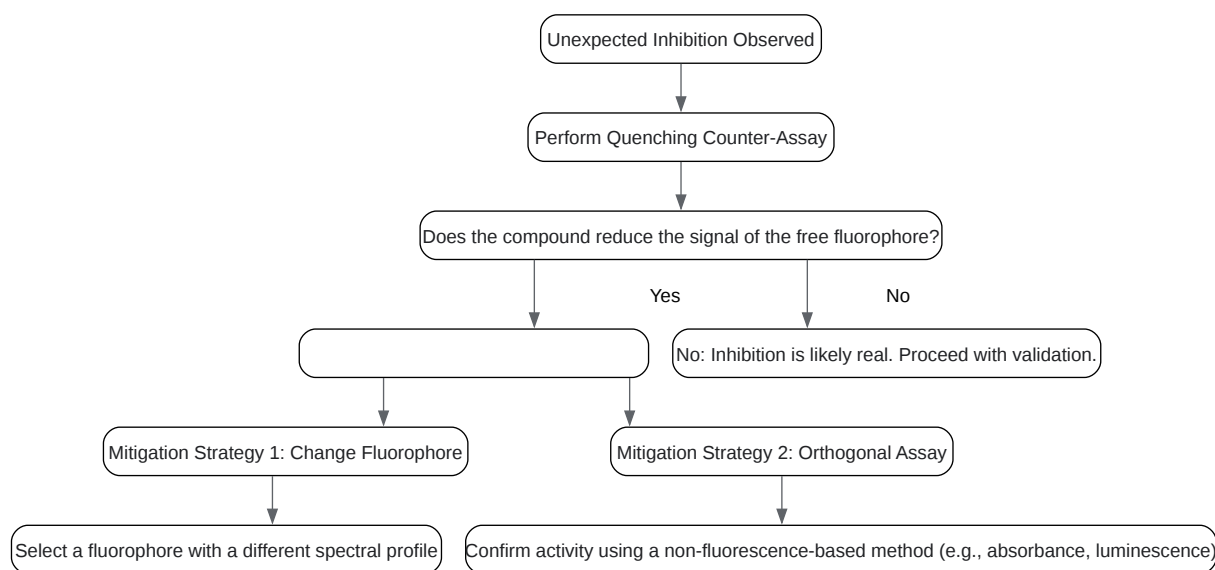 Unexpected Inhibition Observed
Perform Quenching Counter-Assay
Does the compound reduce the signal of the free fluorophore?
Yes
No
No: Inhibition is likely real. Proceed with validation.
Mitigation Strategy 1: Change Fluorophore
Mitigation Strategy 2: Orthogonal Assay
Select a fluorophore with a different spectral profile
Confirm activity using a non-fluorescence-based method (e.g., absorbance, luminescence)